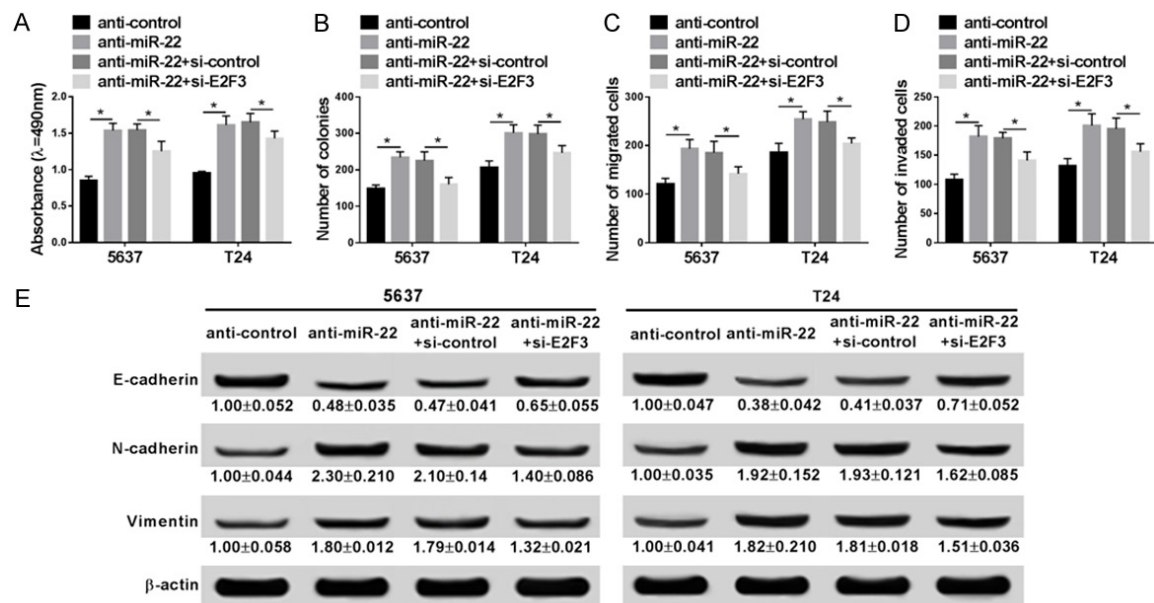 A
anti-control
anti-miR-22
anti-miR-22+si-control
anti-miR-22+si-E2F3
Absorbance (λ=490nm)
2.0
1.5
1.0
0.5
0.0
5637
T24
* * * *
B
anti-control
anti-miR-22
anti-miR-22+si-control
anti-miR-22+si-E2F3
Number of colonies
400
300
200
100
0
5637
T24
* * * *
C
anti-control
anti-miR-22
anti-miR-22+si-control
anti-miR-22+si-E2F3
Number of migrated cells
300
200
100
0
5637
T24
* * * *
D
anti-control
anti-miR-22
anti-miR-22+si-control
anti-miR-22+si-E2F3
Number of invaded cells
250
200
150
100
50
0
5637
T24
* * * *
E
5637 T24
anti-control anti-miR-22 anti-miR-22 +si-control anti-miR-22 +si-E2F3 anti-control anti-miR-22 anti-miR-22 +si-control anti-miR-22 +si-E2F3
E-cadherin
1.00±0.052 0.48±0.035 0.47±0.041 0.65±0.055 1.00±0.047 0.38±0.042 0.41±0.037 0.71±0.052
N-cadherin
1.00±0.044 2.30±0.210 2.10±0.14 1.40±0.086 1.00±0.035 1.92±0.152 1.93±0.121 1.62±0.085
Vimentin
1.00±0.058 1.80±0.012 1.79±0.014 1.32±0.021 1.00±0.041 1.82±0.210 1.81±0.018 1.51±0.036
β-actin